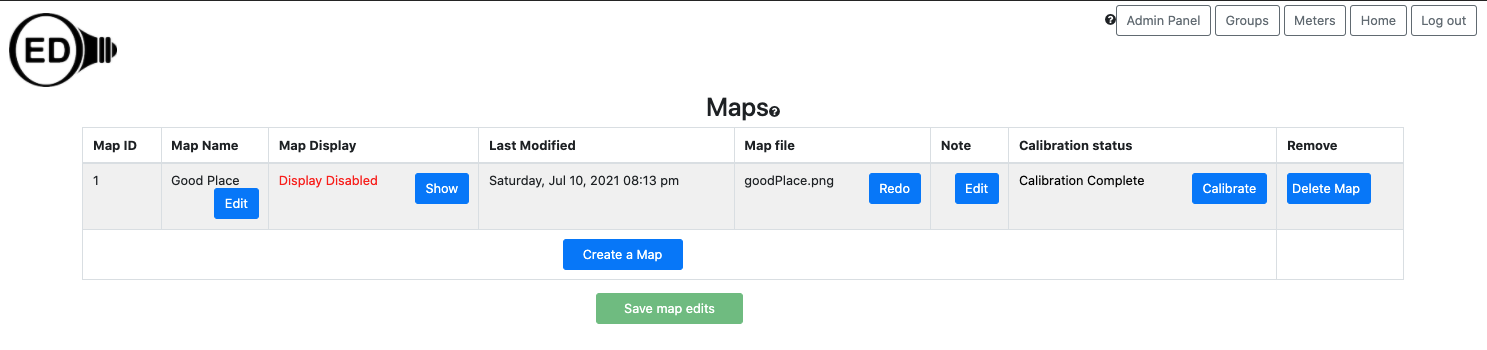 ED
? Admin Panel Groups Meters Home Log out
Maps?
Map ID Map Name Map Display Last Modified Map file Note Calibration status Remove
1 Good Place Edit Display Disabled Show Saturday, Jul 10, 2021 08:13 pm goodPlace.png Redo Edit Calibration Complete Calibrate Delete Map
Create a Map
Save map edits